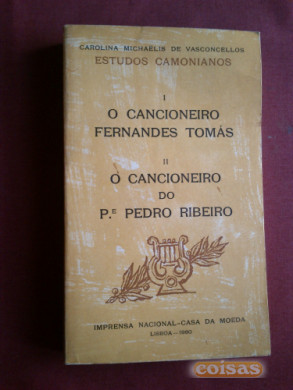 CAROLINA MICHAËLIS DE VASCONCELLOS
ESTUDOS CAMONIANOS
I
O CANCIONEIRO
FERNANDES TOMÁS
II
O CANCIONEIRO
DO
P.E PEDRO RIBEIRO
IMPRENSA NACIONAL-CASA DA MOEDA
LISBOA-1980
coisas